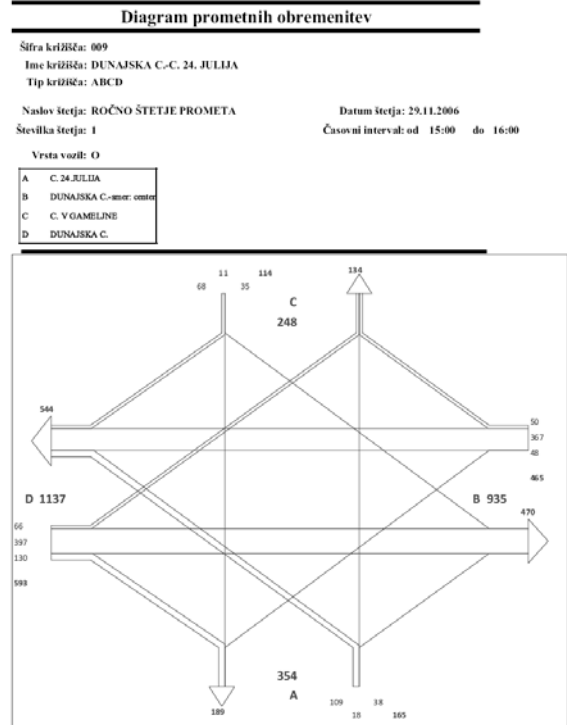 Diagram prometnih obremenitev
Šifra križišča: 009
Ime križišča: DUNAJSKA C.-C. 24. JULIJA
Tip križišča: ABCD
Naslov štetja: ROČNO ŠTETJE PROMETA Datum štetja: 29.11.2006
Številka štetja: 1 Časovni interval: od 15:00 do 16:00
Vrsta vozil: O
A C. 24.JULIJA
B DUNAJSKA C.-smer: center
C C. V GAMELJNE
D DUNAJSKA C.
11 114 134
68 35
C
248
544
50
367
48
465
D 1137 B 935
470
66
397
130
593
354
A
189
109 38
18 165